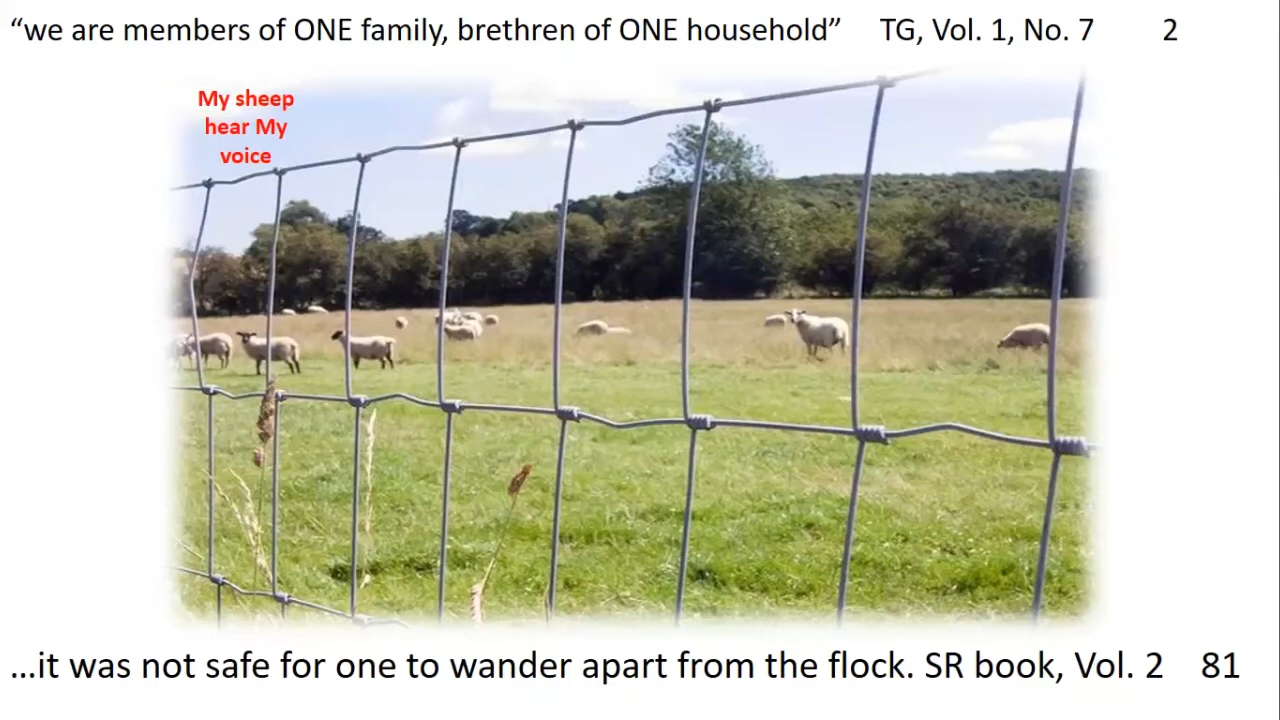 “we are members of ONE family, brethren of ONE household” TG, Vol. 1, No. 7 2
My sheep
hear My
voice
...it was not safe for one to wander apart from the flock. SR book, Vol. 2 81